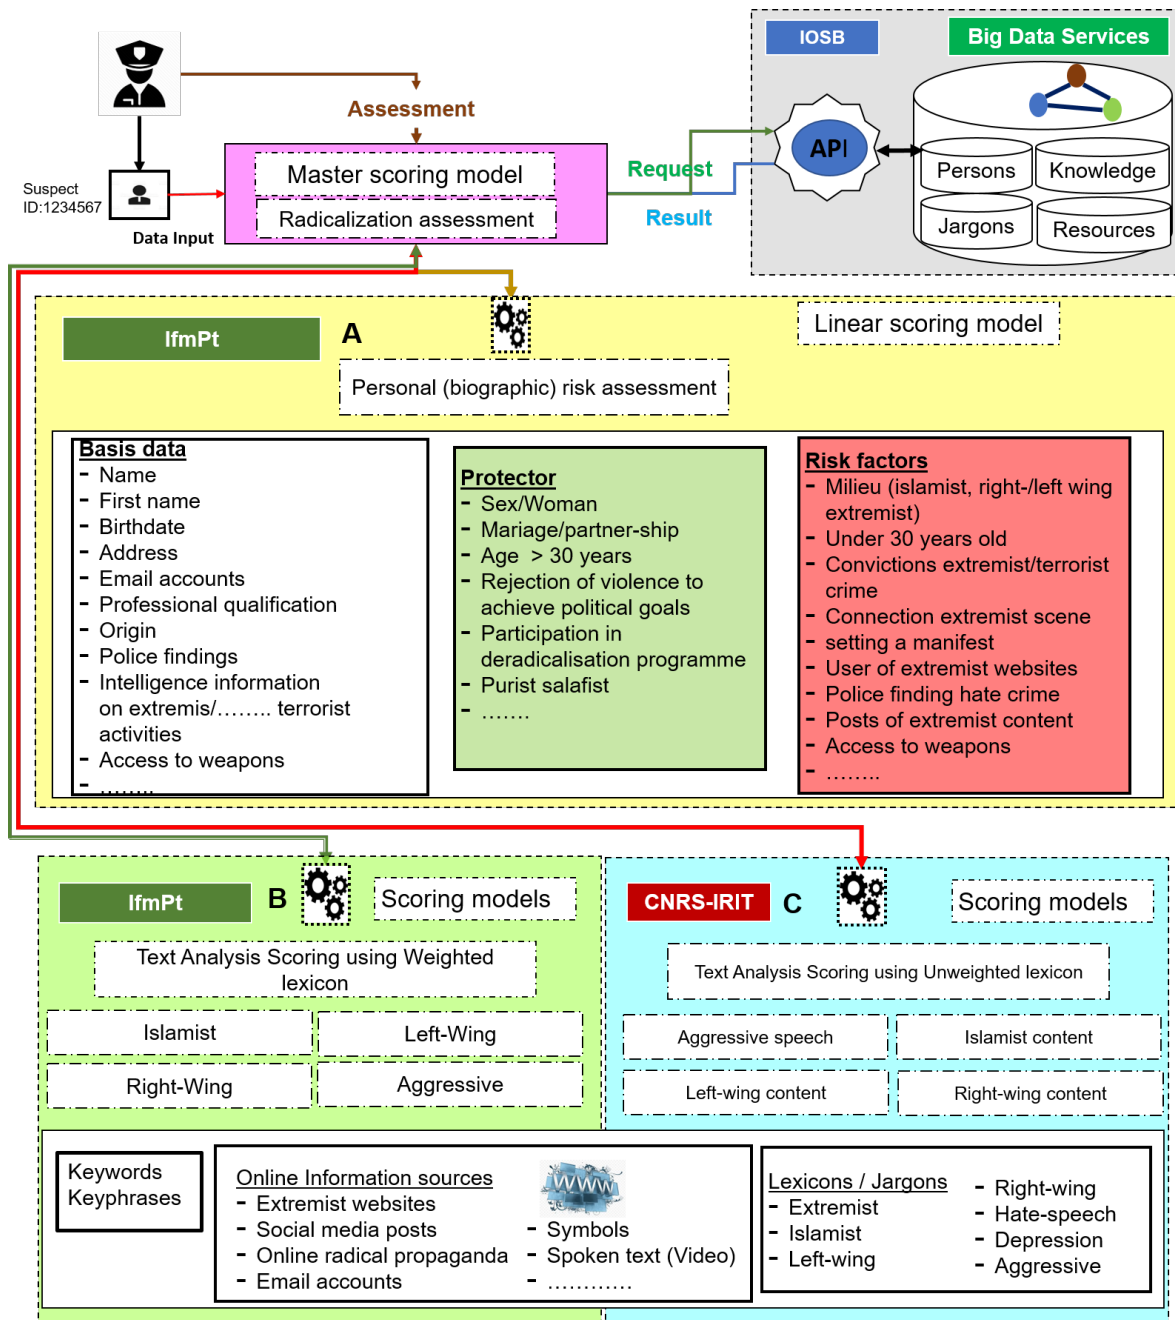 IOSB
Big Data Services
Assessment
API
Persons
Knowledge
Jargons
Resources
Suspect
ID:1234567
Data Input
Master scoring model
Radicalization assessment
Request
Result
IfmPt
A
Linear scoring model
Personal (biographic) risk assessment
Basis data
- Name
- First name
- Birthdate
- Address
- Email accounts
- Professional qualification
- Origin
- Police findings
- Intelligence information
on extremis/........ terrorist
activities
- Access to weapons
- ........
Protector
- Sex/Woman
- Mariage/partner-ship
- Age > 30 years
- Rejection of violence to
achieve political goals
- Participation in
deradicalisation programme
- Purist salafist
- .......
Risk factors
- Milieu (islamist, right-/left wing
extremist)
- Under 30 years old
- Convictions extremist/terrorist
crime
- Connection extremist scene
- setting a manifest
- User of extremist websites
- Police finding hate crime
- Posts of extremist content
- Access to weapons
- ........
IfmPt
B
Scoring models
Text Analysis Scoring using Weighted
lexicon
Islamist
Left-Wing
Right-Wing
Aggressive
CNRS-IRIT
C
Scoring models
Text Analysis Scoring using Unweighted lexicon
Aggressive speech
Islamist content
Left-wing content
Right-wing content
Keywords
Keyphrases
Online Information sources
- Extremist websites
- Social media posts
- Online radical propaganda
- Email accounts
WWW
- Symbols
- Spoken text (Video)
- ............
Lexicons / Jargons
- Extremist
- Islamist
- Left-wing
- Right-wing
- Hate-speech
- Depression
- Aggressive